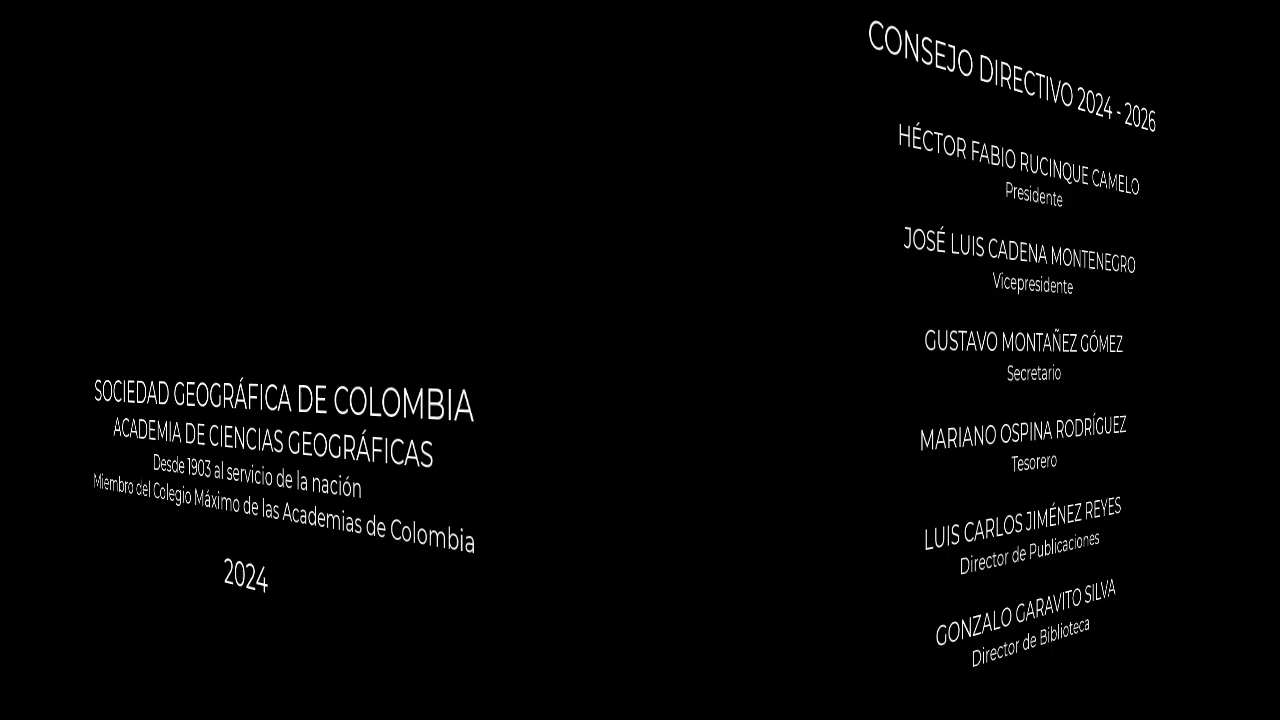 SOCIEDAD GEOGRÁFICA DE COLOMBIA
ACADEMIA DE CIENCIAS GEOGRÁFICAS
Desde 1903 al servicio de la nación
Miembro del Colegio Máximo de las Academias de Colombia
2024
CONSEJO DIRECTIVO 2024 - 2026
HÉCTOR FABIO RUCINQUE CAMELO
Presidente
JOSÉ LUIS CADENA MONTENEGRO
Vicepresidente
GUSTAVO MONTAÑEZ GÓMEZ
Secretario
MARIANO OSPINA RODRÍGUEZ
Tesorero
LUIS CARLOS JIMÉNEZ REYES
Director de Publicaciones
GONZALO GARAVITO SILVA
Director de Biblioteca